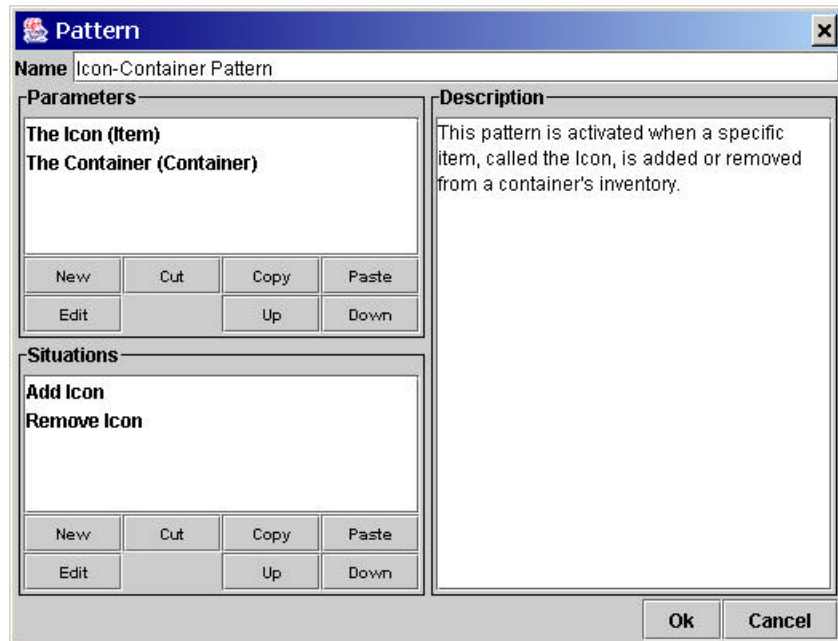 Pattern
Name Icon-Container Pattern
Parameters
The Icon (Item)
The Container (Container)
New Cut Copy Paste
Edit Up Down
Situations
Add Icon
Remove Icon
New Cut Copy Paste
Edit Up Down
Description
This pattern is activated when a specific
item, called the Icon, is added or removed
from a container's inventory.
Ok Cancel